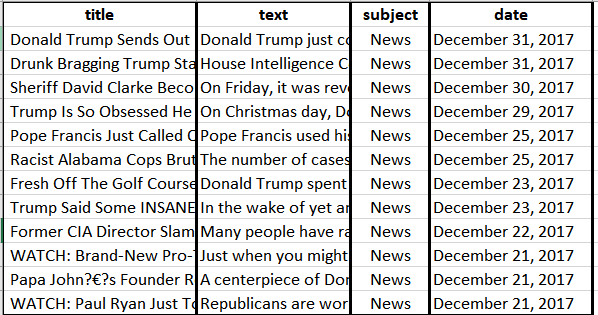 title text subject date
Donald Trump Sends Out Donald Trump just co News December 31, 2017
Drunk Bragging Trump Sta House Intelligence C News December 31, 2017
Sheriff David Clarke Beco On Friday, it was reve News December 30, 2017
Trump Is So Obsessed He On Christmas day, Do News December 29, 2017
Pope Francis Just Called O Pope Francis used his News December 25, 2017
Racist Alabama Cops Brut The number of cases News December 25, 2017
Fresh Off The Golf Course Donald Trump spent News December 23, 2017
Trump Said Some INSANE In the wake of yet an News December 23, 2017
Former CIA Director Slam Many people have ra News December 22, 2017
WATCH: Brand-New Pro-T Just when you might News December 21, 2017
Papa John?€?s Founder R A centerpiece of Don News December 21, 2017
WATCH: Paul Ryan Just To Republicans are wor News December 21, 2017